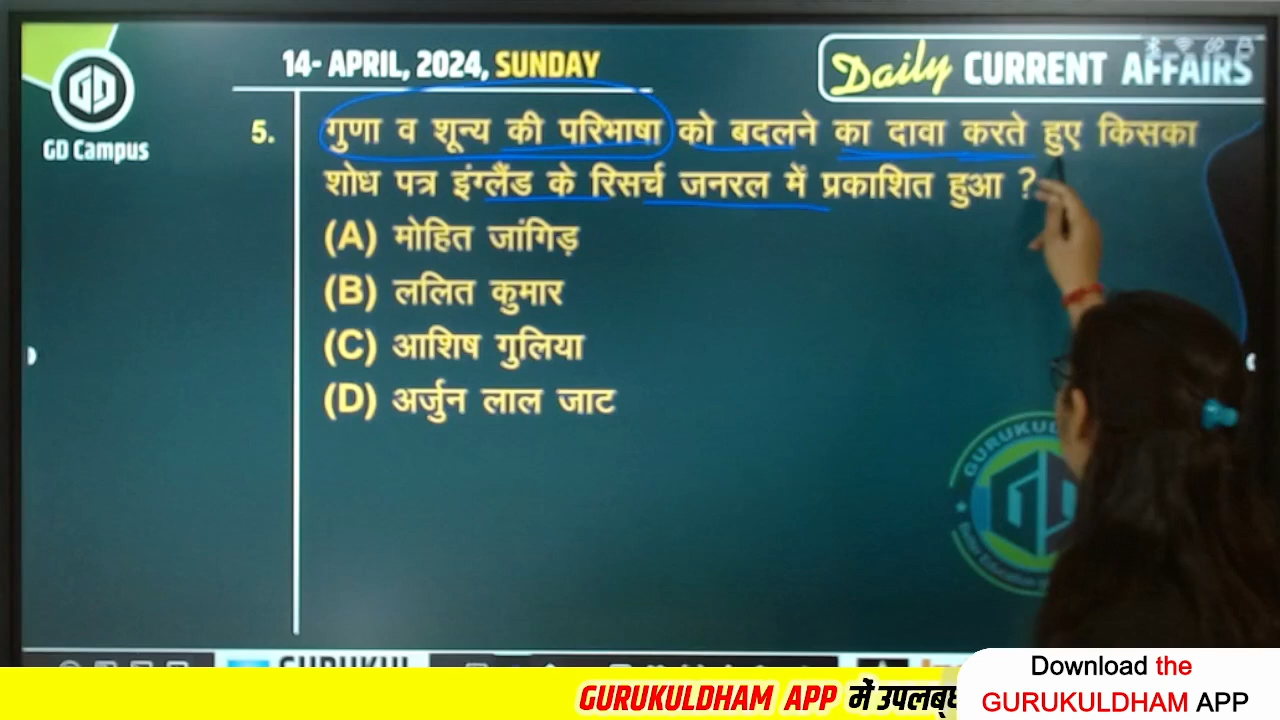 14- APRIL, 2024, SUNDAY
Daily CURRENT AFFAIRS
GD Campus
5. गुणा व शून्य की परिभाषा को बदलने का दावा करते हुए किसका
शोध पत्र इंग्लैंड के रिसर्च जनरल में प्रकाशित हुआ ?
(A) मोहित जांगिड़
(B) ललित कुमार
(C) आशिष गुलिया
(D) अर्जुन लाल जाट
GURUKUL
GURUKULDHAM APP में उपलब्ध
Download the
GURUKULDHAM APP